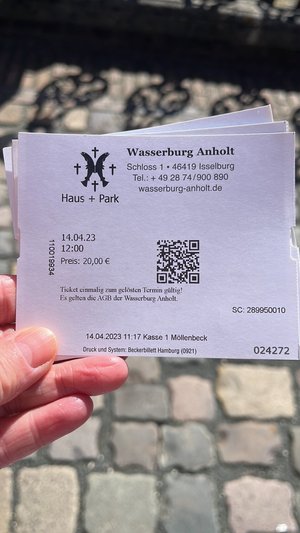 Wasserburg Anholt
Schloss 1 • 46419 Isselburg
Tel.: + 49 28 74/900 890
wasserburg-anholt.de
Haus + Park
110019934
14.04.23
12:00
Preis: 20,00 €
Ticket einmalig zum gelösten Termin gültig!
Es gelten die AGB der Wasserburg Anholt.
SC: 289950010
14.04.2023 11:17 Kasse 1 Möllenbeck
Druck und System: Beckerbillett Hamburg (0921)
024272